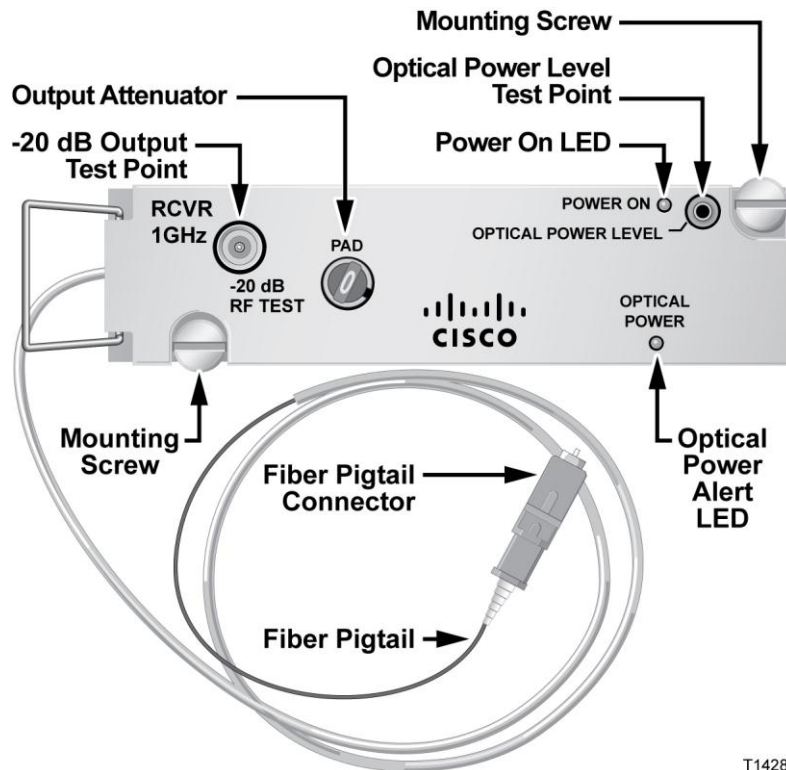 Mounting Screw
Optical Power Level
Test Point
Output Attenuator
-20 dB Output
Test Point
Power On LED
RCVR
1GHz
PAD
-20 dB
RF TEST
POWER ON
OPTICAL POWER LEVEL
CISCO
OPTICAL
POWER
Mounting
Screw
Fiber Pigtail
Connector
Optical
Power
Alert
LED
Fiber Pigtail
T1428